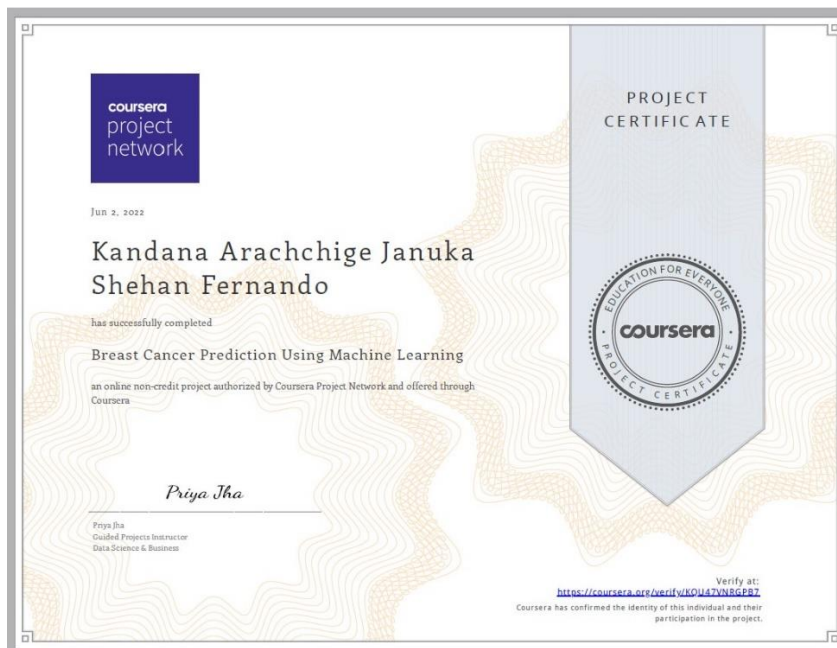 coursera
project
network
PROJECT
CERTIFICATE
Jun 2, 2022
Kandana Arachchige Januka
Shehan Fernando
has successfully completed
Breast Cancer Prediction Using Machine Learning
an online non-credit project authorized by Coursera Project Network and offered through
Coursera
EDUCATION FOR EVERYONE
coursera
PROJECT CERTIFICATE
Priya Jha
Priya Jha
Guided Projects Instructor
Data Science & Business
Verify at:
https://coursera.org/verify/KQU47VNRGPB7
Coursera has confirmed the identity of this individual and their
participation in the project.